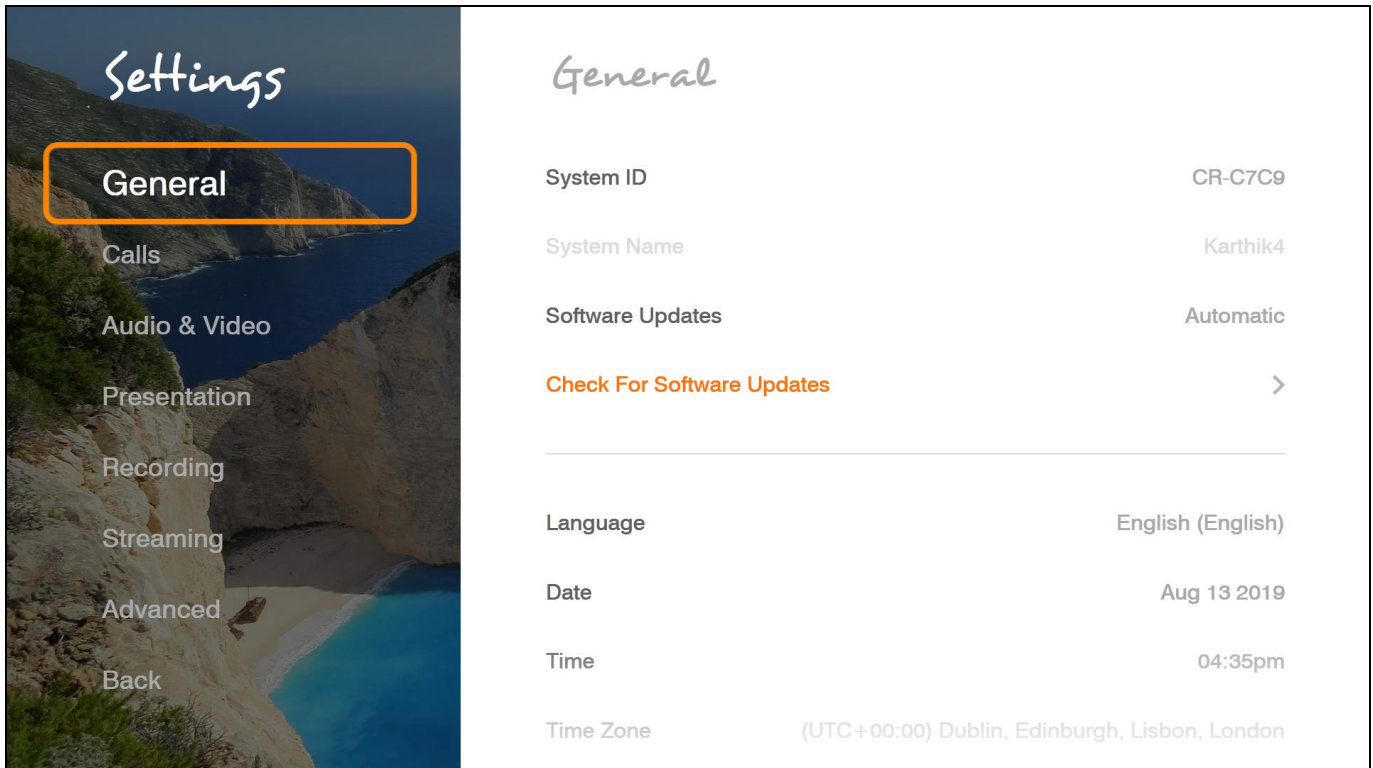 Settings
General
Calls
Audio & Video
Presentation
Recording
Streaming
Advanced
Back
General
System ID CR-C7C9
System Name Karthik4
Software Updates Automatic
Check For Software Updates
Language English (English)
Date Aug 13 2019
Time 04:35pm
Time Zone (UTC+00:00) Dublin, Edinburgh, Lisbon, London